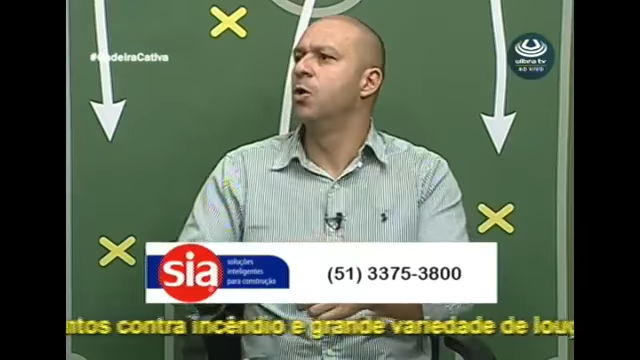 #CadeiraCativa
ulbra tv
AO VIVO
sia
soluções
inteligentes
para construção
(51) 3375-3800
ntos contra incêndio e grande variedade de louç